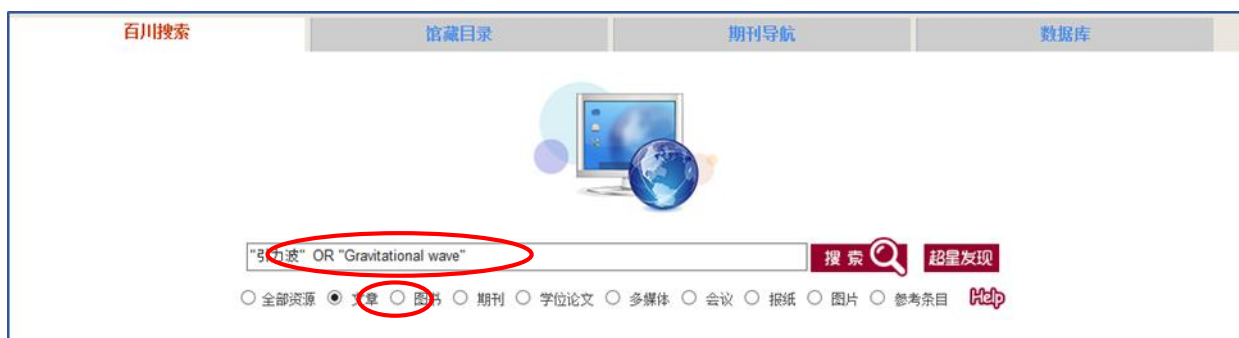 百川搜索 馆藏目录 期刊导航 数据库
"引力波" OR "Gravitational wave" 搜索 超星发现
全部资源 文章 图书 期刊 学位论文 多媒体 会议 报纸 图片 参考条目 Help